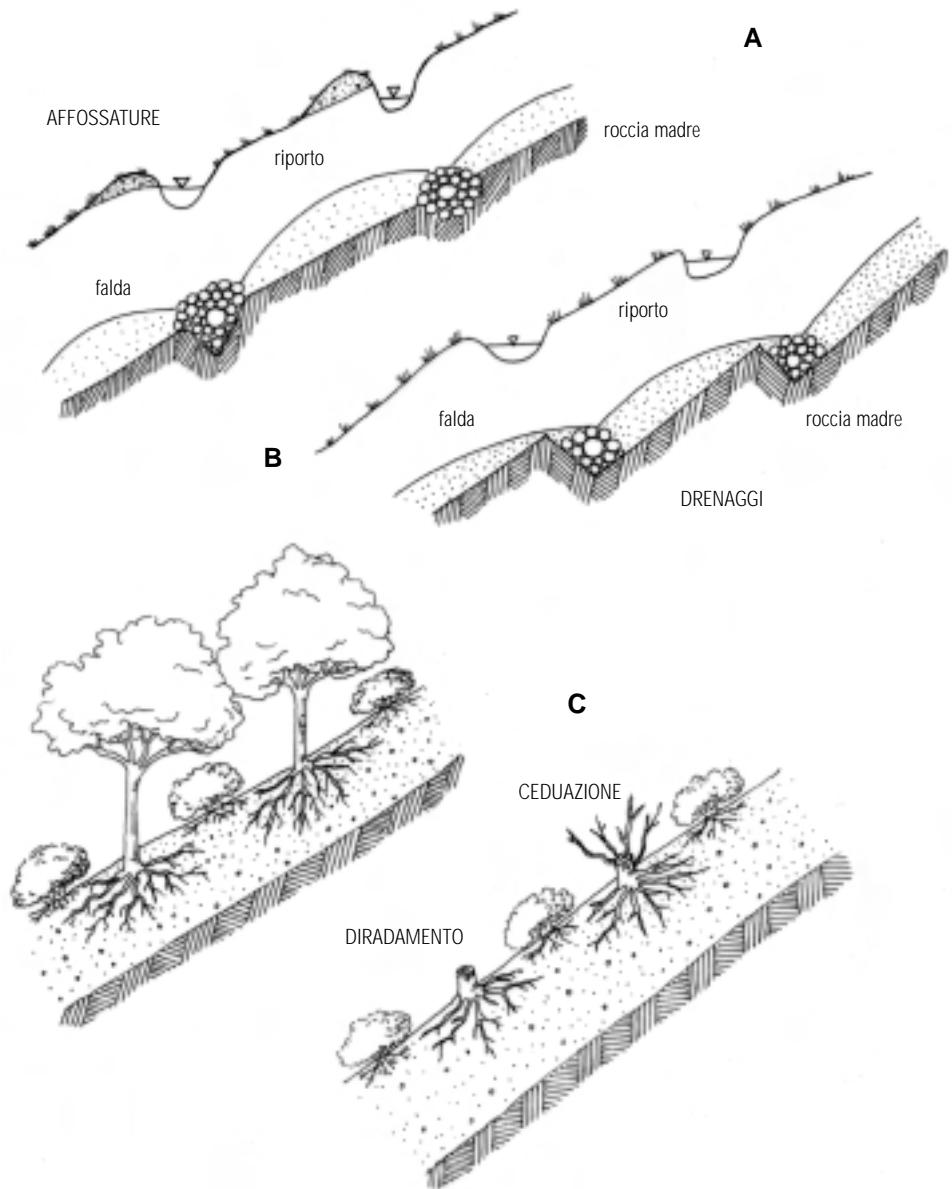 A
AFFOSSATURE
roccia madre
riporto
falda
riporto
falda
roccia madre
B
DRENAGGI
C
CEDUAZIONE
DIRADAMENTO